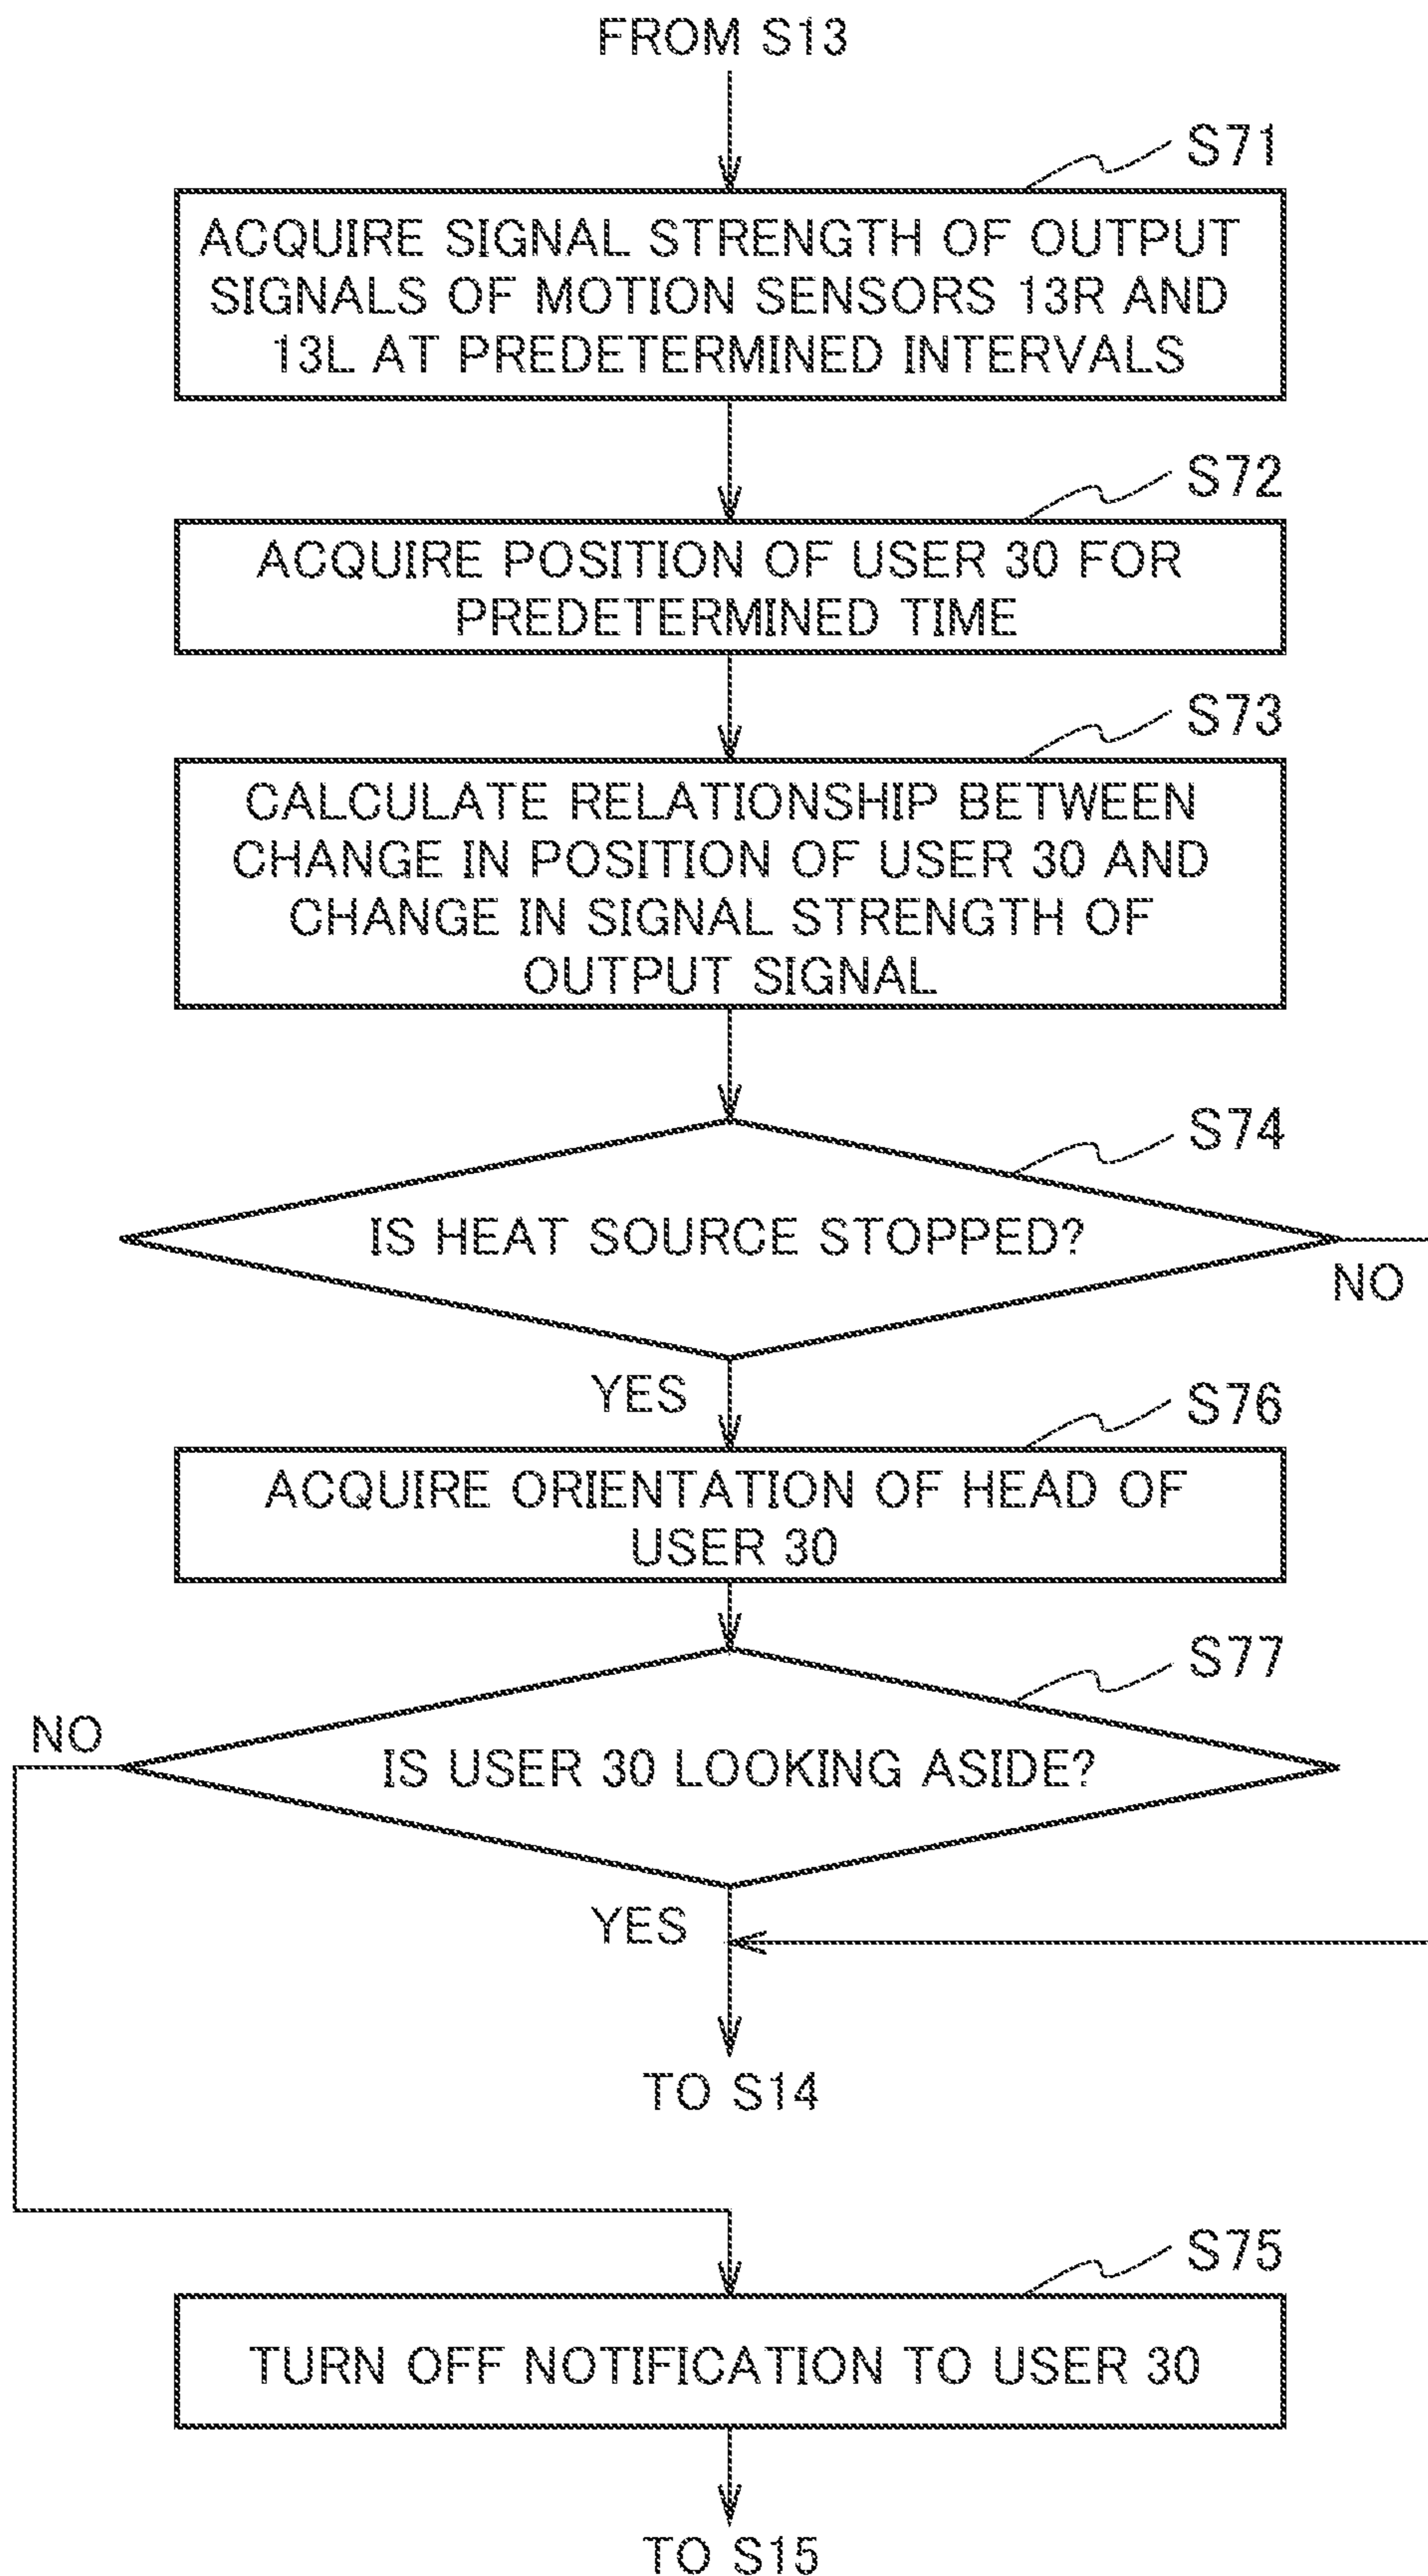 FROM S13
S71
ACQUIRE SIGNAL STRENGTH OF OUTPUT
SIGNALS OF MOTION SENSORS 13R AND
13L AT PREDETERMINED INTERVALS
S72
ACQUIRE POSITION OF USER 30 FOR
PREDETERMINED TIME
S73
CALCULATE RELATIONSHIP BETWEEN
CHANGE IN POSITION OF USER 30 AND
CHANGE IN SIGNAL STRENGTH OF
OUTPUT SIGNAL
S74
IS HEAT SOURCE STOPPED?
NO
YES
S76
ACQUIRE ORIENTATION OF HEAD OF
USER 30
S77
NO
IS USER 30 LOOKING ASIDE?
YES
TO S14
S75
TURN OFF NOTIFICATION TO USER 30
TO S15